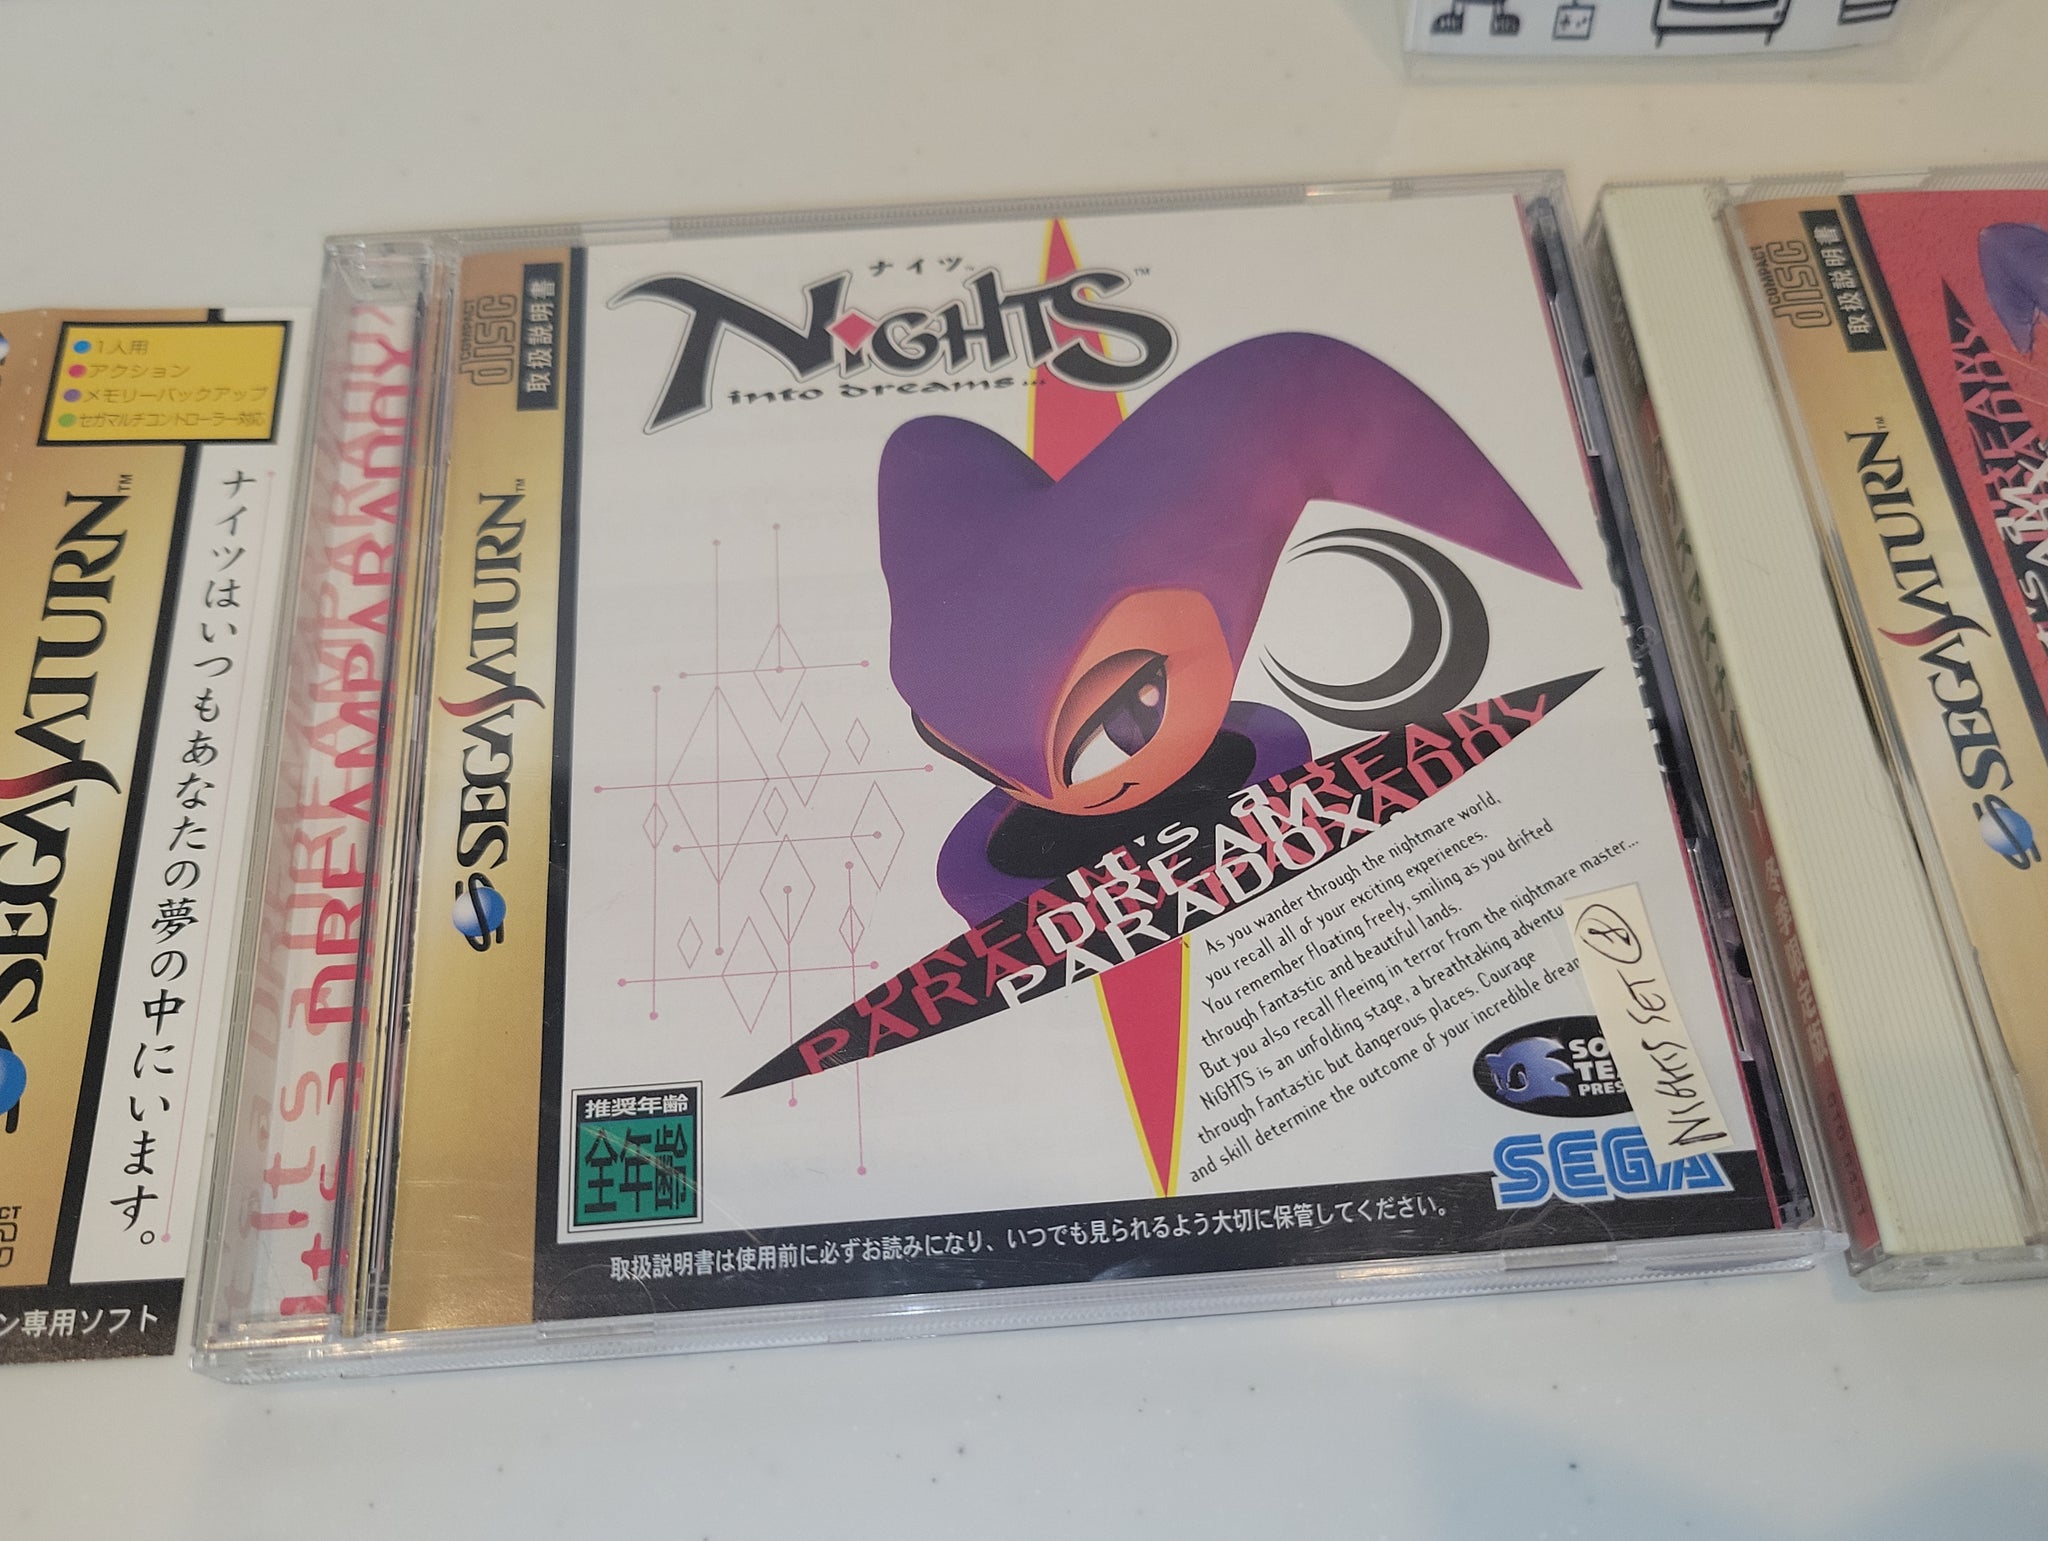 1人用
アクション
メモリーバックアップ
セガマルチコントローラー対応
SEGA SATURN™
ナイツはいつもあなたの夢の中にいます。
ン専用ソフト
it's a DREAM PARADOX
COMPACT
disc
取扱説明書
SEGA SATURN™
ナイツ™
NiGHTS™
into dreams...
IT'S a
DREAM
PARADOX.
As you wander through the nightmare world,
you recall all of your exciting experiences.
You remember floating freely, smiling as you drifted
through fantastic and beautiful lands.
But you also recall fleeing in terror from the nightmare master...
NiGHTS is an unfolding stage, a breathtaking adventu
through fantastic but dangerous places. Courage
and skill determine the outcome of your incredible drea
NIGHTS SET
SEGA
推奨年齢
全年齢
取扱説明書は使用前に必ずお読みになり、いつでも見られるよう大切に保管してください。
COMPACT
disc
取扱説明書
SEGA SATURN™